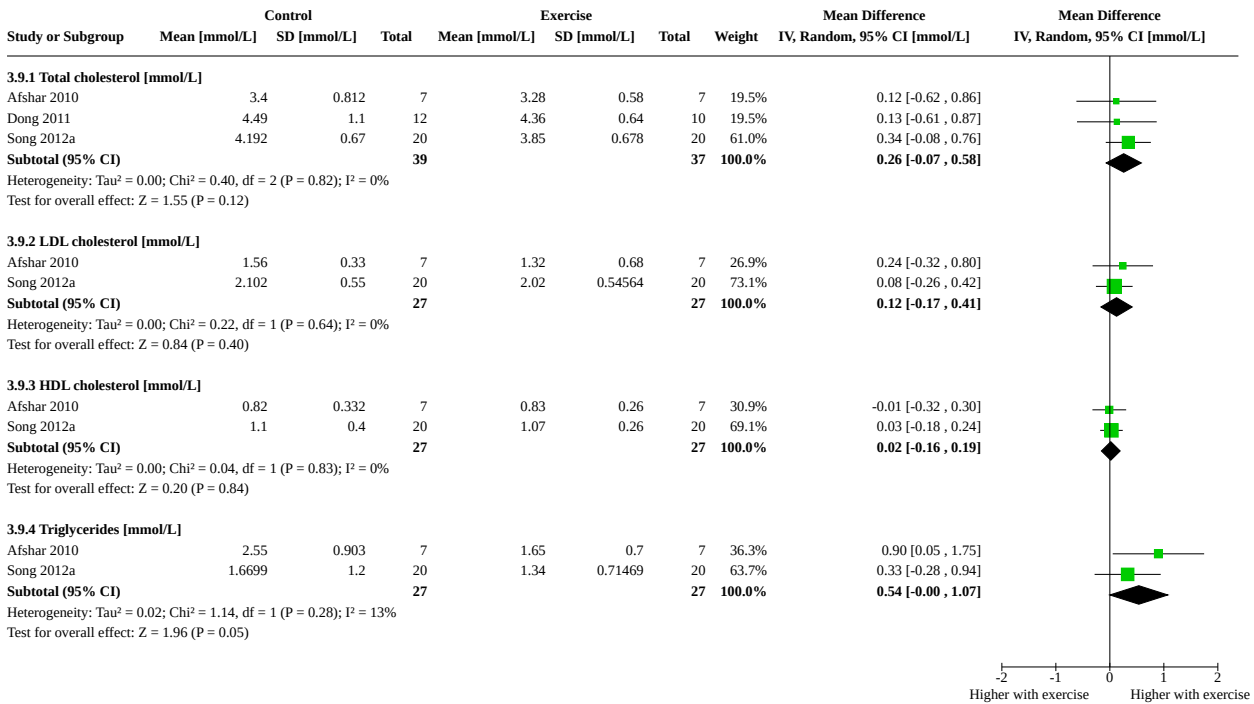 Control Exercise Mean Difference Mean Difference
Study or Subgroup Mean [mmol/L] SD [mmol/L] Total Mean [mmol/L] SD [mmol/L] Total Weight IV, Random, 95% CI [mmol/L] IV, Random, 95% CI [mmol/L]
3.9.1 Total cholesterol [mmol/L]
Afshar 2010 3.4 0.812 7 3.28 0.58 7 19.5% 0.12 [-0.62 , 0.86]
Dong 2011 4.49 1.1 12 4.36 0.64 10 19.5% 0.13 [-0.61 , 0.87]
Song 2012a 4.192 0.67 20 3.85 0.678 20 61.0% 0.34 [-0.08 , 0.76]
Subtotal (95% CI) 39 37 100.0% 0.26 [-0.07 , 0.58]
Heterogeneity: Tau² = 0.00; Chi² = 0.40, df = 2 (P = 0.82); I² = 0%
Test for overall effect: Z = 1.55 (P = 0.12)
3.9.2 LDL cholesterol [mmol/L]
Afshar 2010 1.56 0.33 7 1.32 0.68 7 26.9% 0.24 [-0.32 , 0.80]
Song 2012a 2.102 0.55 20 2.02 0.54564 20 73.1% 0.08 [-0.26 , 0.42]
Subtotal (95% CI) 27 27 100.0% 0.12 [-0.17 , 0.41]
Heterogeneity: Tau² = 0.00; Chi² = 0.22, df = 1 (P = 0.64); I² = 0%
Test for overall effect: Z = 0.84 (P = 0.40)
3.9.3 HDL cholesterol [mmol/L]
Afshar 2010 0.82 0.332 7 0.83 0.26 7 30.9% -0.01 [-0.32 , 0.30]
Song 2012a 1.1 0.4 20 1.07 0.26 20 69.1% 0.03 [-0.18 , 0.24]
Subtotal (95% CI) 27 27 100.0% 0.02 [-0.16 , 0.19]
Heterogeneity: Tau² = 0.00; Chi² = 0.04, df = 1 (P = 0.83); I² = 0%
Test for overall effect: Z = 0.20 (P = 0.84)
3.9.4 Triglycerides [mmol/L]
Afshar 2010 2.55 0.903 7 1.65 0.7 7 36.3% 0.90 [0.05 , 1.75]
Song 2012a 1.6699 1.2 20 1.34 0.71469 20 63.7% 0.33 [-0.28 , 0.94]
Subtotal (95% CI) 27 27 100.0% 0.54 [-0.00 , 1.07]
Heterogeneity: Tau² = 0.02; Chi² = 1.14, df = 1 (P = 0.28); I² = 13%
Test for overall effect: Z = 1.96 (P = 0.05)
-2 -1 0 1 2
Higher with exercise Higher with exercise